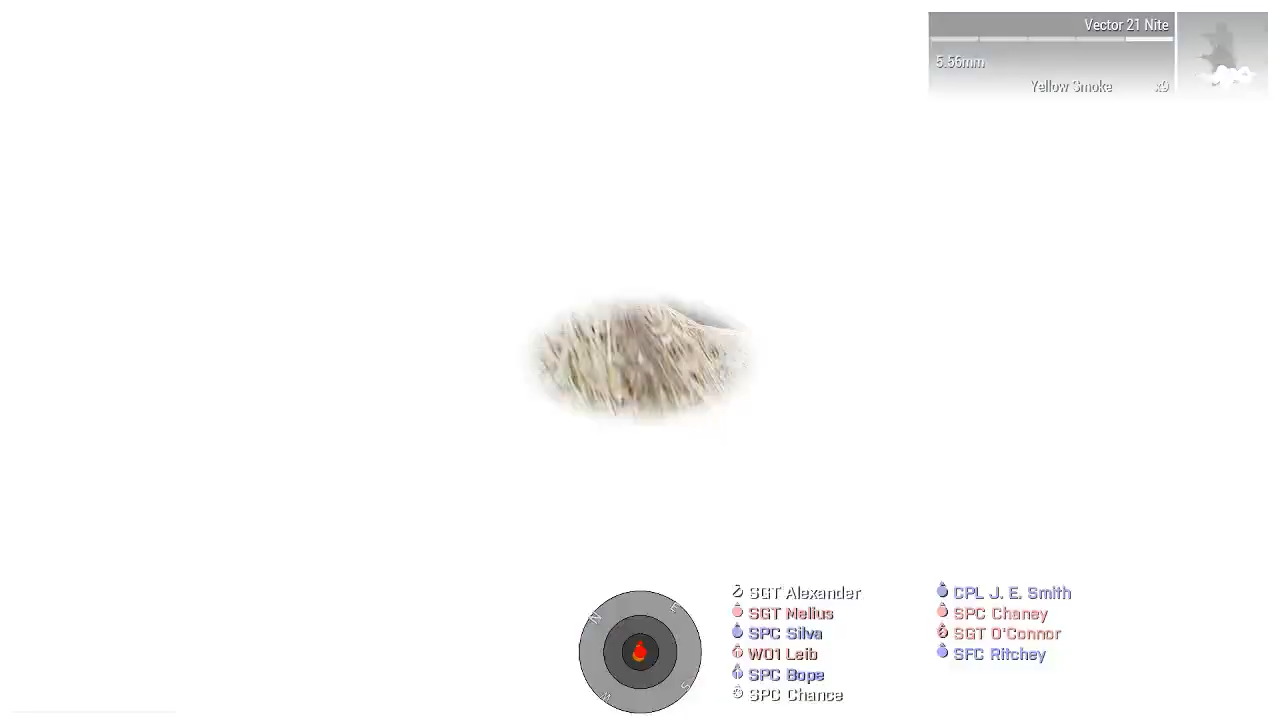 Vector 21 Nite
5.56mm
Yellow Smoke x9
N
E
W
S
SGT Alexander
SGT Melius
SPC Silva
WO1 Leib
SPC Bope
SPC Chance
CPL J. E. Smith
SPC Chaney
SGT O'Connor
SFC Ritchey